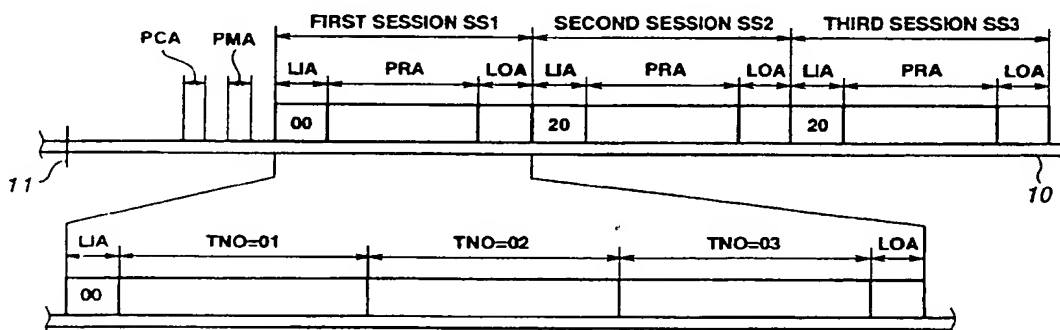 FIRST SESSION SS1 SECOND SESSION SS2 THIRD SESSION SS3
PCA PMA
LIA PRA LOA LIA PRA LOA LIA PRA LOA
00 20 20
11 10
LIA TNO=01 TNO=02 TNO=03 LOA
00